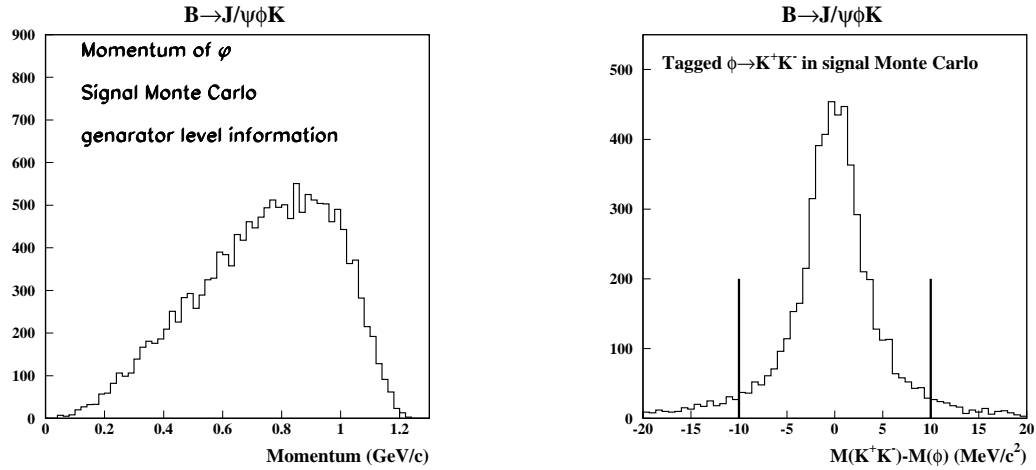 B→J/ψφK
900
800
700
600
500
400
300
200
100
0
Momentum of φ
Signal Monte Carlo
genarator level information
0 0.2 0.4 0.6 0.8 1 1.2
Momentum (GeV/c)
B→J/ψφK
500
400
300
200
100
0
Tagged φ→K⁺K⁻ in signal Monte Carlo
-20 -15 -10 -5 0 5 10 15 20
M(K⁺K⁻)-M(φ) (MeV/c²)